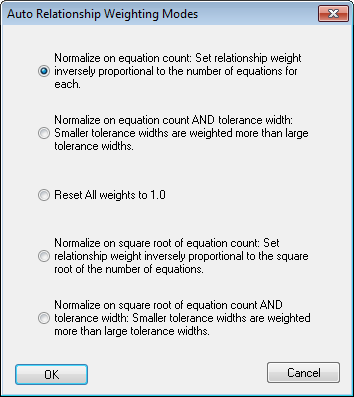 Auto Relationship Weighting Modes
Normalize on equation count: Set relationship weight
inversely proportional to the number of equations for
each.
Normalize on equation count AND tolerance width:
Smaller tolerance widths are weighted more than large
tolerance widths.
Reset All weights to 1.0
Normalize on square root of equation count: Set
relationship weight inversely proportional to the square
root of the number of equations.
Normalize on square root of equation count AND
tolerance width: Smaller tolerance widths are weighted
more than large tolerance widths.
OK
Cancel